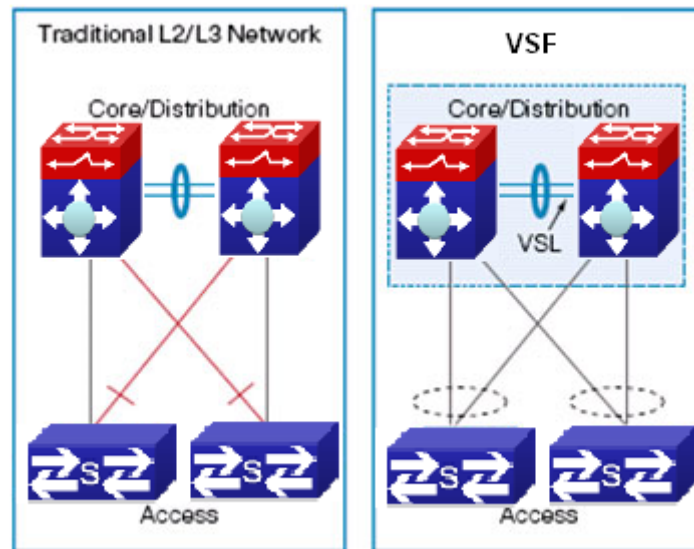 Traditional L2/L3 Network
Core/Distribution
S
S
Access
VSF
Core/Distribution
VSL
S
S
Access